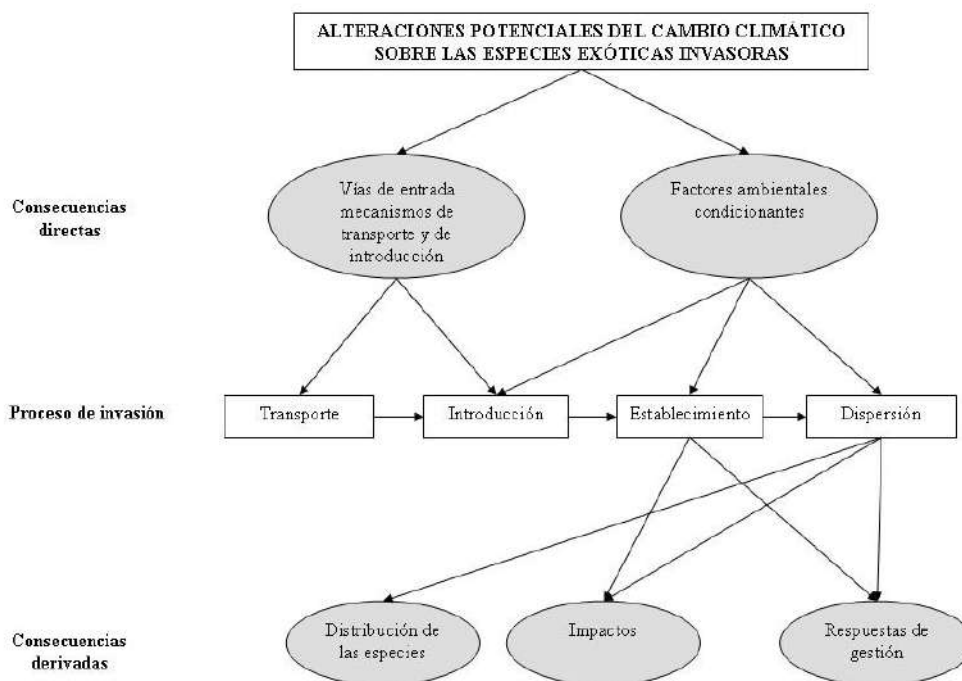 ALTERACIONES POTENCIALES DEL CAMBIO CLIMÁTICO
SOBRE LAS ESPECIES EXÓTICAS INVASORAS
Consecuencias
directas
Vías de entrada
mecanismos de
transporte y de
introducción
Factores ambientales
condicionantes
Proceso de invasión
Transporte
Introducción
Establecimiento
Dispersión
Consecuencias
derivadas
Distribución de
las especies
Impactos
Respuestas de
gestión